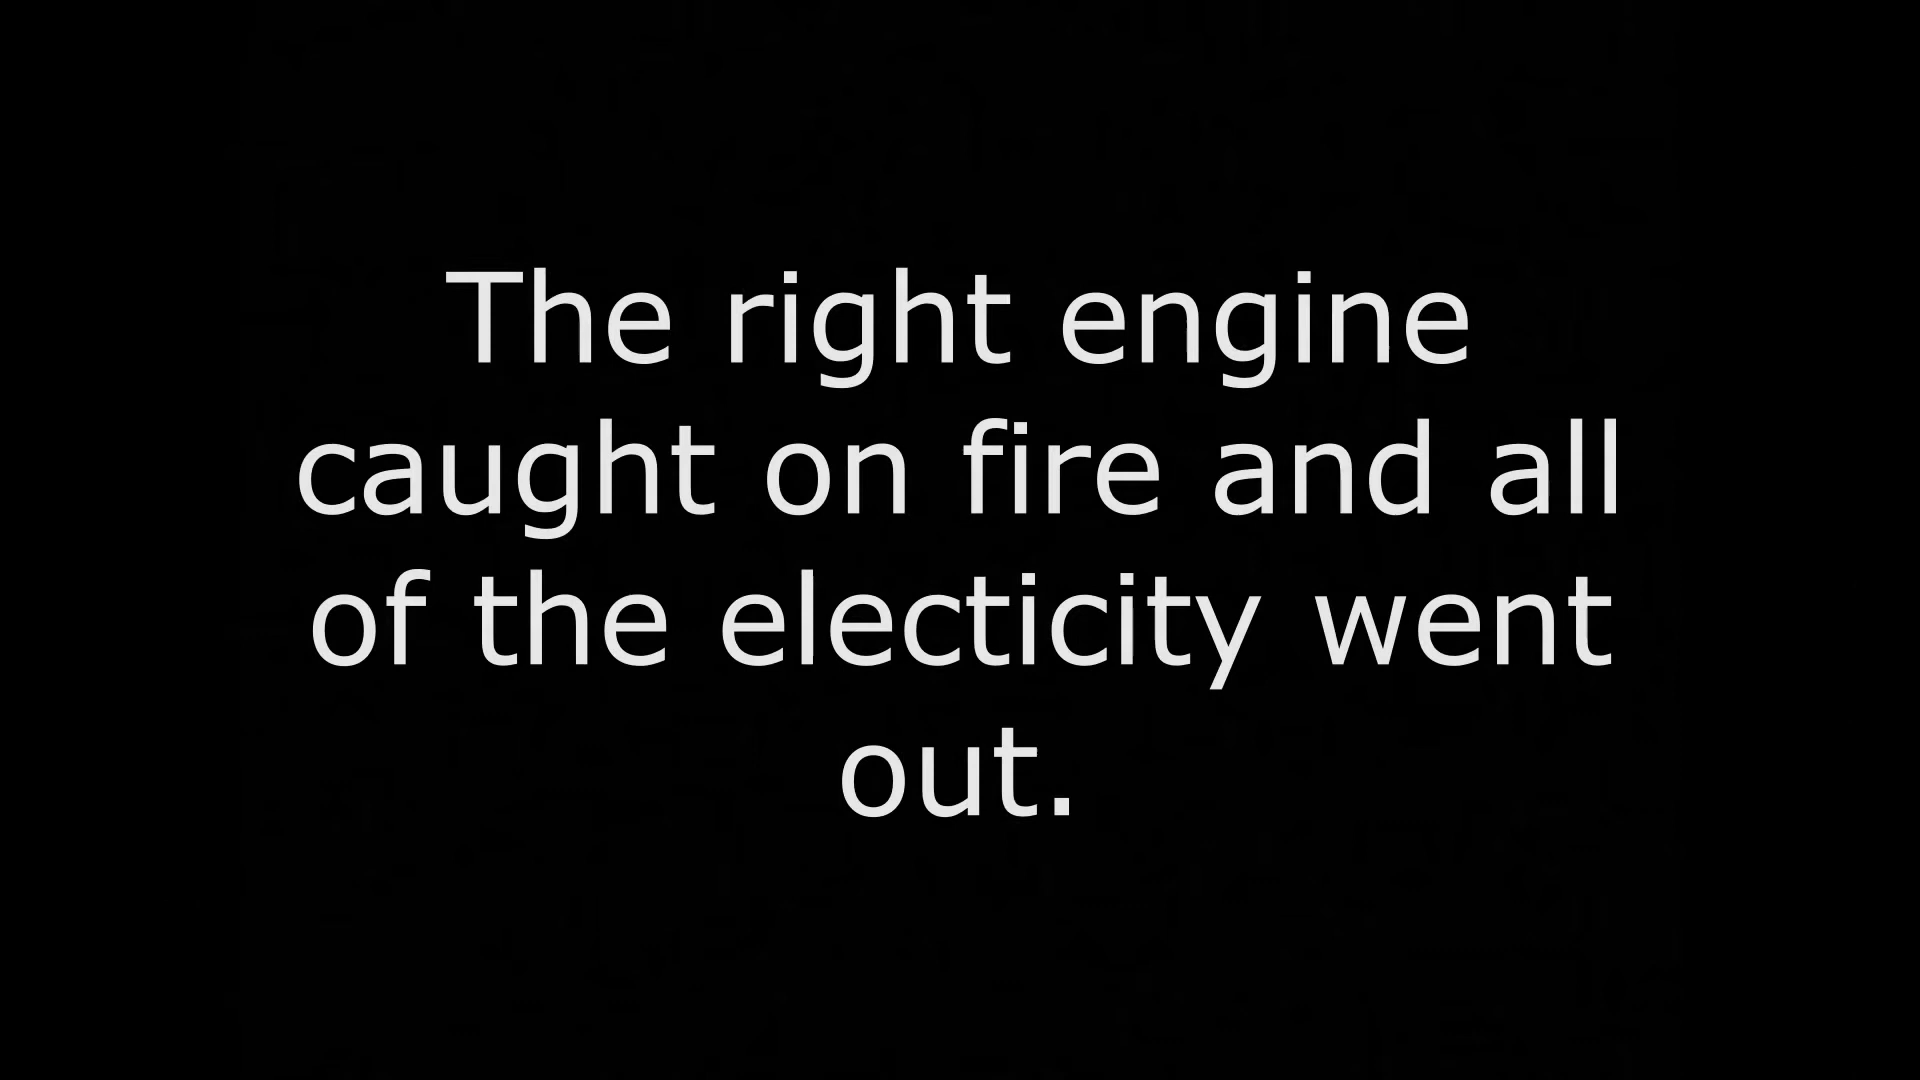 The right engine
caught on fire and all
of the electicity went
out.